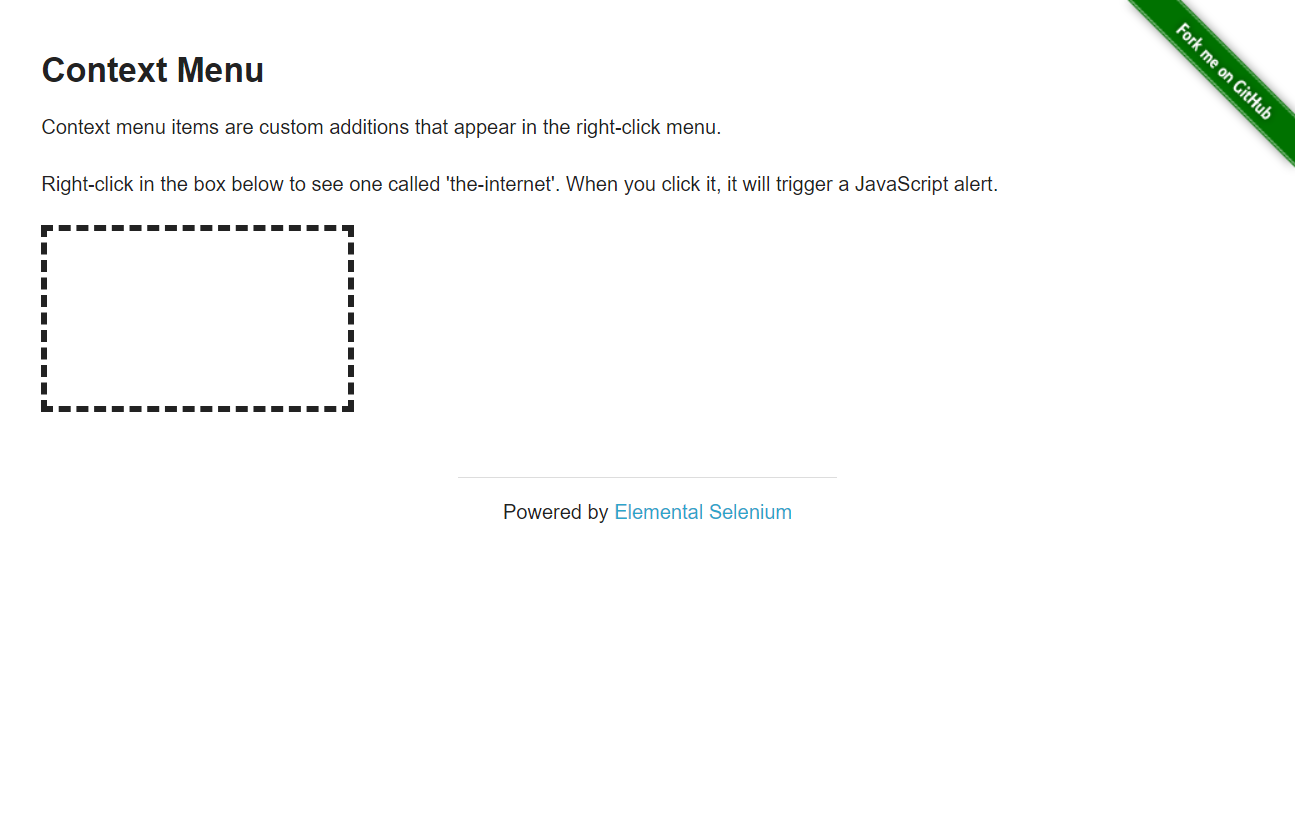 Fork me on GitHub
Context Menu
Context menu items are custom additions that appear in the right-click menu.
Right-click in the box below to see one called 'the-internet'. When you click it, it will trigger a JavaScript alert.
Powered by Elemental Selenium